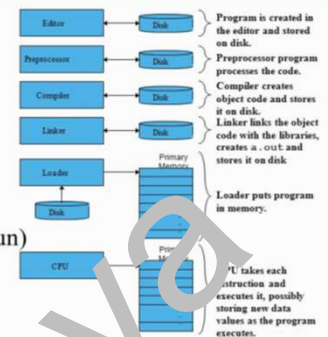 Editor
Disk
Program is created in
the editor and stored
on disk.
Preprocessor
Disk
Preprocessor program
processes the code.
Compiler
Disk
Compiler creates
object code and stores
it on disk.
Linker
Disk
Linker links the object
code with the libraries,
creates a.out and
stores it on disk
Loader
Primary
Memory
Disk
Loader puts program
in memory.
un)
CPU
takes each
and
executes it, possibly
storing new data
values as the program
executes.